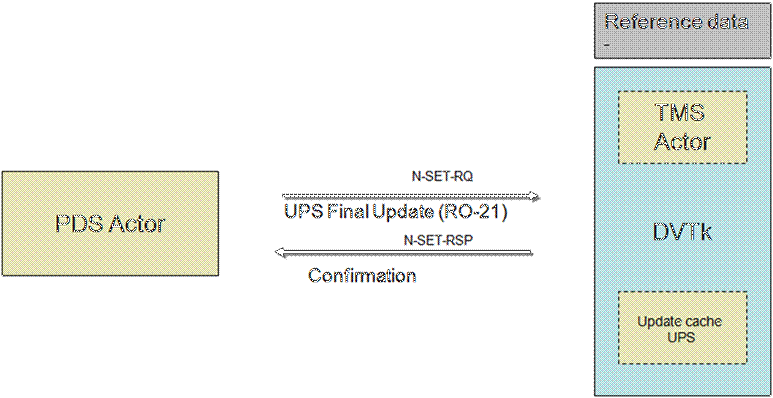 Reference data
-
TMS
Actor
N-SET-RQ
UPS Final Update (RO-21)
PDS Actor
DVTk
N-SET-RSP
Confirmation
Update cache
UPS